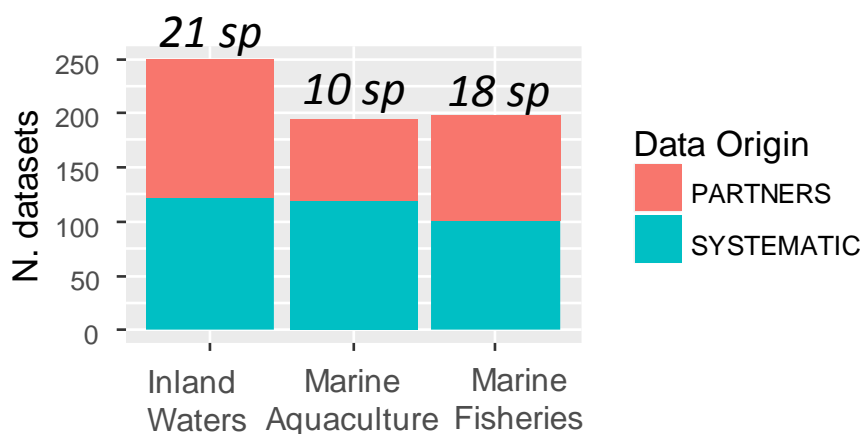 21 sp
10 sp
18 sp
N. datasets
250
200
150
100
50
0
Inland
Waters
Marine
Aquaculture
Marine
Fisheries
Data Origin
PARTNERS
SYSTEMATIC